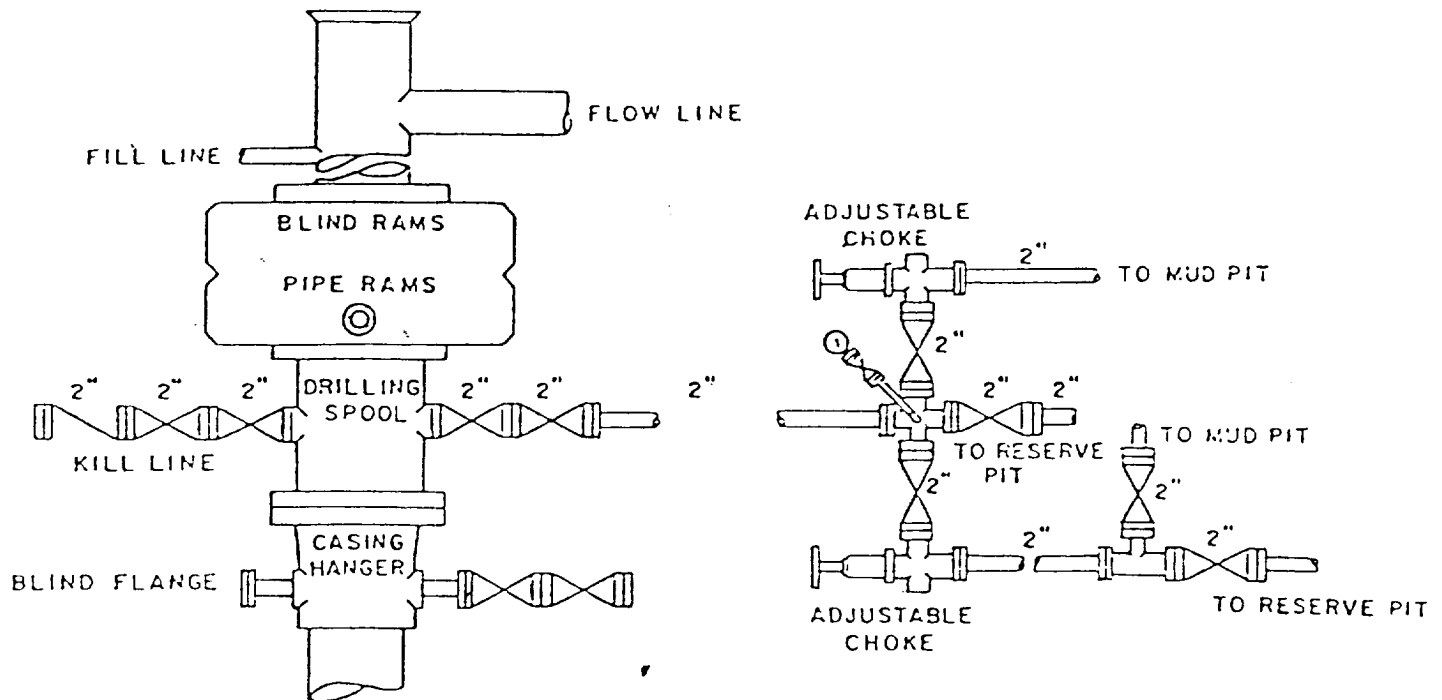 FLOW LINE
FILL LINE
BLIND RAMS
PIPE RAMS
2" 2" 2" DRILLING 2" 2" 2"
SPOOL
KILL LINE
CASING
HANGER
BLIND FLANGE
ADJUSTABLE
CHOKE
2"
TO MUD PIT
2"
2" 2"
TO RESERVE
PIT
TO MUD PIT
2"
2"
2"
2"
TO RESERVE PIT
ADJUSTABLE
CHOKE